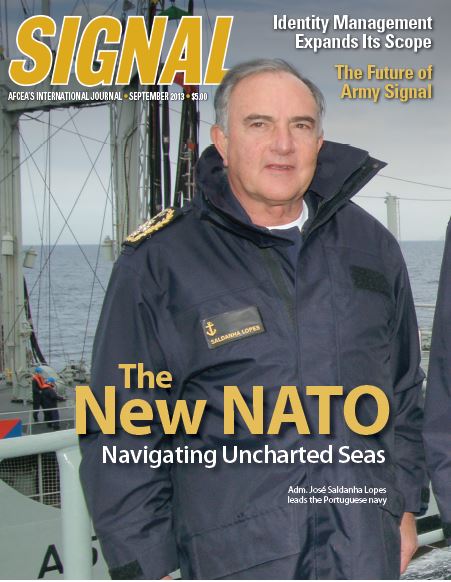 SIGNAL
AFCEA'S INTERNATIONAL JOURNAL • SEPTEMBER 2013 • $5.00
Identity Management
Expands Its Scope
The Future of
Army Signal
SALDANHA LOPES
The
New NATO
Navigating Uncharted Seas
Adm. José Saldanha Lopes
leads the Portuguese navy
A5